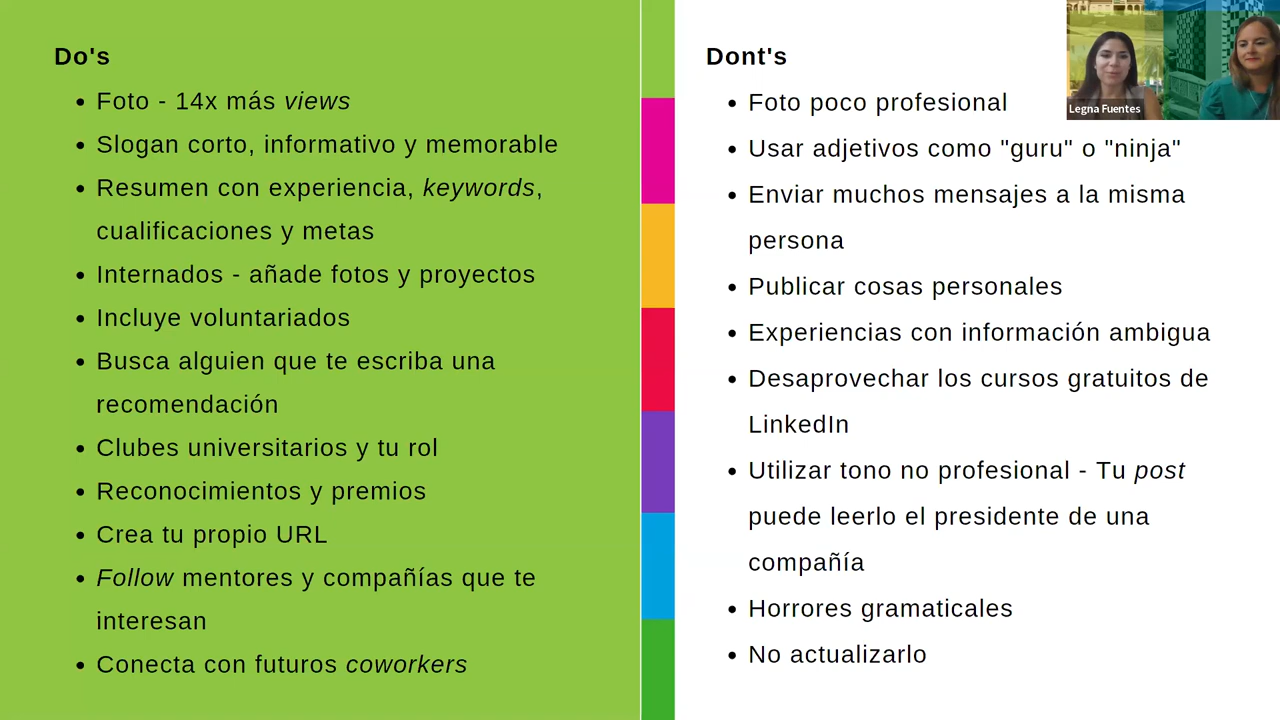 Do's
Foto - 14x más views
Slogan corto, informativo y memorable
Resumen con experiencia, keywords,
cualificaciones y metas
Internados - añade fotos y proyectos
Incluye voluntariados
Busca alguien que te escriba una
recomendación
Clubes universitarios y tu rol
Reconocimientos y premios
Crea tu propio URL
Follow mentores y compañías que te
interesan
Conecta con futuros coworkers
Dont's
Foto poco profesional
Usar adjetivos como "guru" o "ninja"
Enviar muchos mensajes a la misma
persona
Publicar cosas personales
Experiencias con información ambigua
Desaprovechar los cursos gratuitos de
LinkedIn
Utilizar tono no profesional - Tu post
puede leerlo el presidente de una
compañía
Horrores gramaticales
No actualizarlo
Legna Fuentes